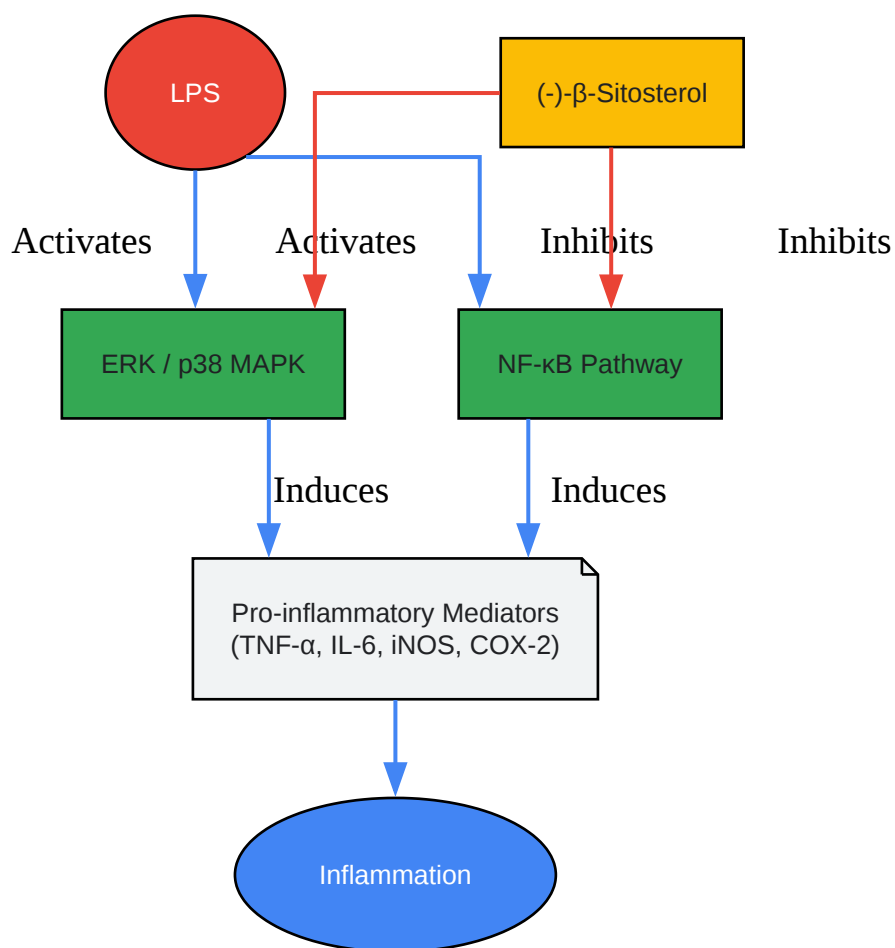 LPS
(-)-β-Sitosterol
Activates
Activates
Inhibits
Inhibits
ERK / p38 MAPK
NF-κB Pathway
Induces
Induces
Pro-inflammatory Mediators
(TNF-α, IL-6, iNOS, COX-2)
Inflammation